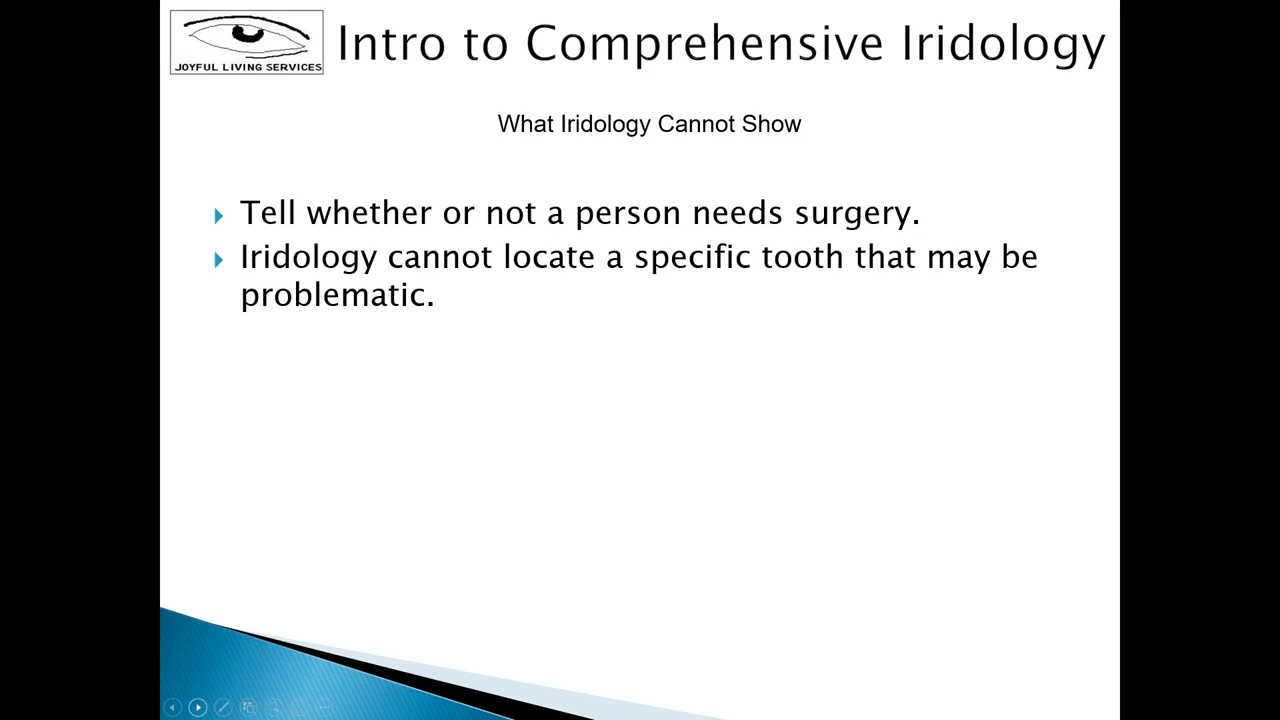 JOYFUL LIVING SERVICES
Intro to Comprehensive Iridology
What Iridology Cannot Show
Tell whether or not a person needs surgery.
Iridology cannot locate a specific tooth that may be
problematic.